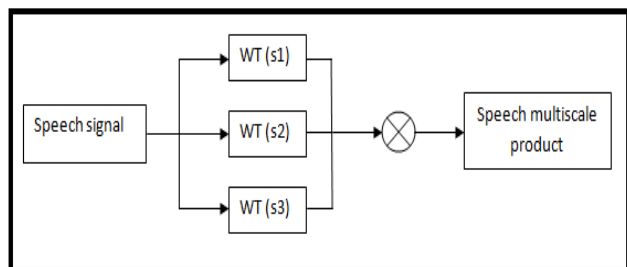 WT (s1)
Speech signal
WT (s2)
Speech multiscale
product
WT (s3)